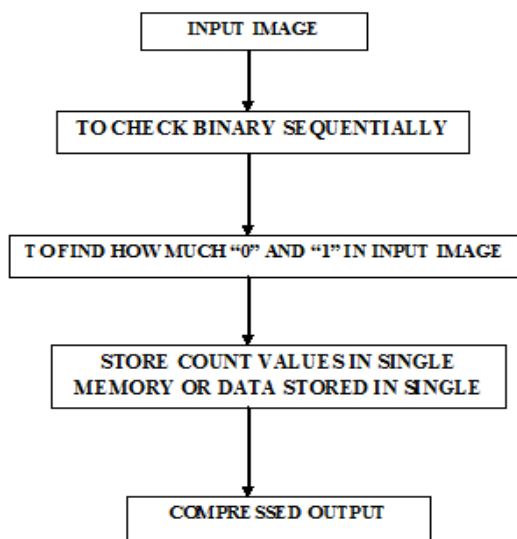 INPUT IMAGE
TO CHECK BINARY SEQUENTIALLY
TO FIND HOW MUCH “0” AND “1” IN INPUT IMAGE
STORE COUNT VALUES IN SINGLE
MEMORY OR DATA STORED IN SINGLE
COMPRESSED OUTPUT